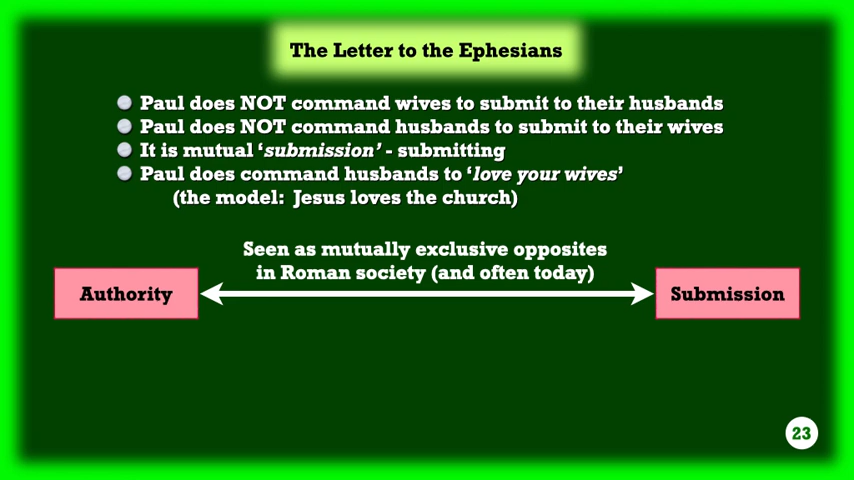 The Letter to the Ephesians
Paul does NOT command wives to submit to their husbands
Paul does NOT command husbands to submit to their wives
It is mutual ‘submission’ - submitting
Paul does command husbands to ‘love your wives’
(the model: Jesus loves the church)
Seen as mutually exclusive opposites
in Roman society (and often today)
Authority
Submission
23